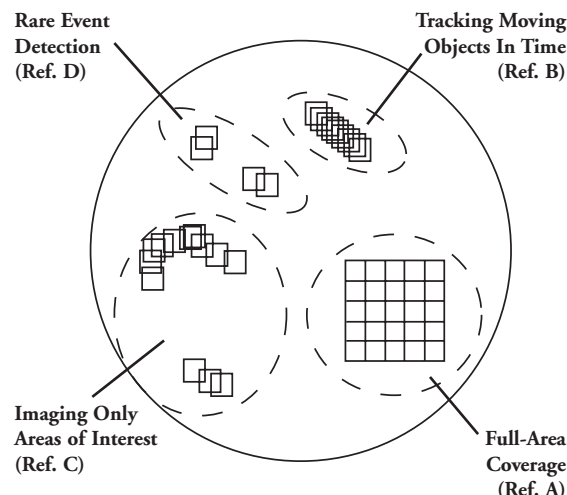 Rare Event
Detection
(Ref. D)
Tracking Moving
Objects In Time
(Ref. B)
Imaging Only
Areas of Interest
(Ref. C)
Full-Area
Coverage
(Ref. A)